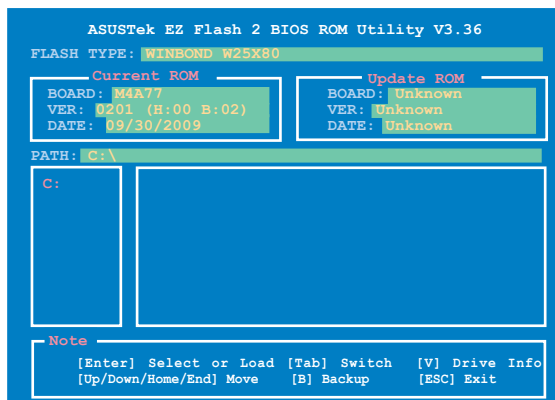 ASUSTek EZ Flash 2 BIOS ROM Utility V3.36
FLASH TYPE: WINBOND W25X80
Current ROM
BOARD: M4A77
VER: 0201 (H:00 B:02)
DATE: 09/30/2009
Update ROM
BOARD: Unknown
VER: Unknown
DATE: Unknown
PATH: C:\
C:
Note
[Enter] Select or Load [Tab] Switch [V] Drive Info
[Up/Down/Home/End] Move [B] Backup [ESC] Exit